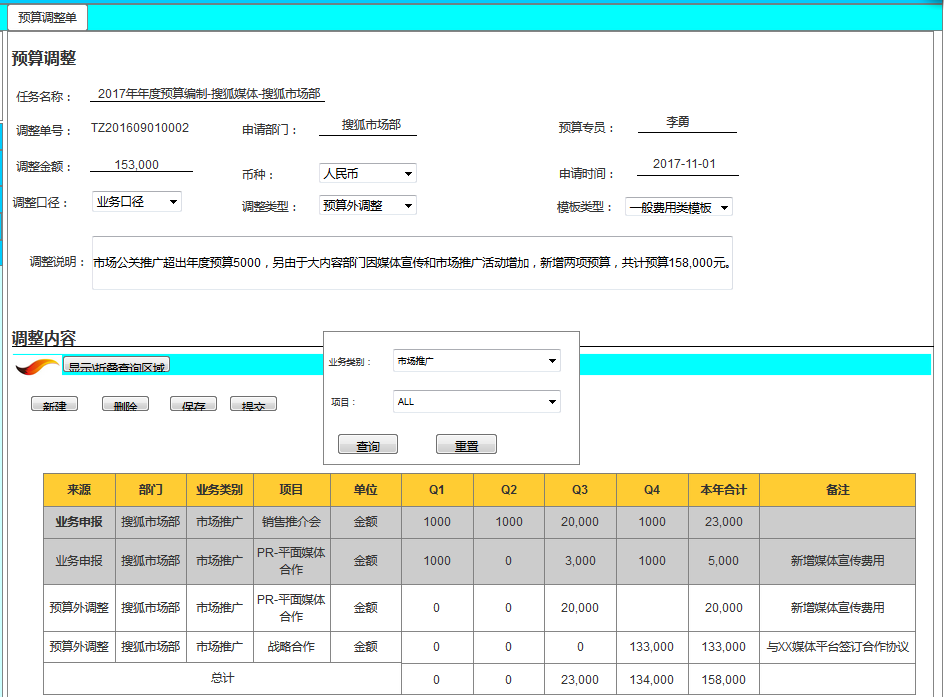 预算调整单
预算调整
任务名称： 2017年年度预算编制-搜狐媒体-搜狐市场部
调整单号： TZ201609010002 申请部门： 搜狐市场部 预算专员： 李勇
调整金额： 153,000 币种： 人民币 申请时间： 2017-11-01
调整口径： 业务口径 调整类型： 预算外调整 模板类型： 一般费用类模板
调整说明： 市场公关推广超出年度预算5000，另由于大内容部门因媒体宣传和市场推广活动增加，新增两项预算，共计预算158,000元。
调整内容
显示\折叠查询区域
业务类别： 市场推广
新建 删除 保存 提交
项目： ALL
查询 重置
来源 部门 业务类别 项目 单位 Q1 Q2 Q3 Q4 本年合计 备注
业务申报 搜狐市场部 市场推广 销售推介会 金额 1000 1000 20,000 1000 23,000
业务申报 搜狐市场部 市场推广 PR-平面媒体合作 金额 1000 0 3,000 1000 5,000 新增媒体宣传费用
预算外调整 搜狐市场部 市场推广 PR-平面媒体合作 金额 0 0 20,000 20,000 新增媒体宣传费用
预算外调整 搜狐市场部 市场推广 战略合作 金额 0 0 0 133,000 133,000 与XX媒体平台签订合作协议
总计 0 0 23,000 134,000 158,000